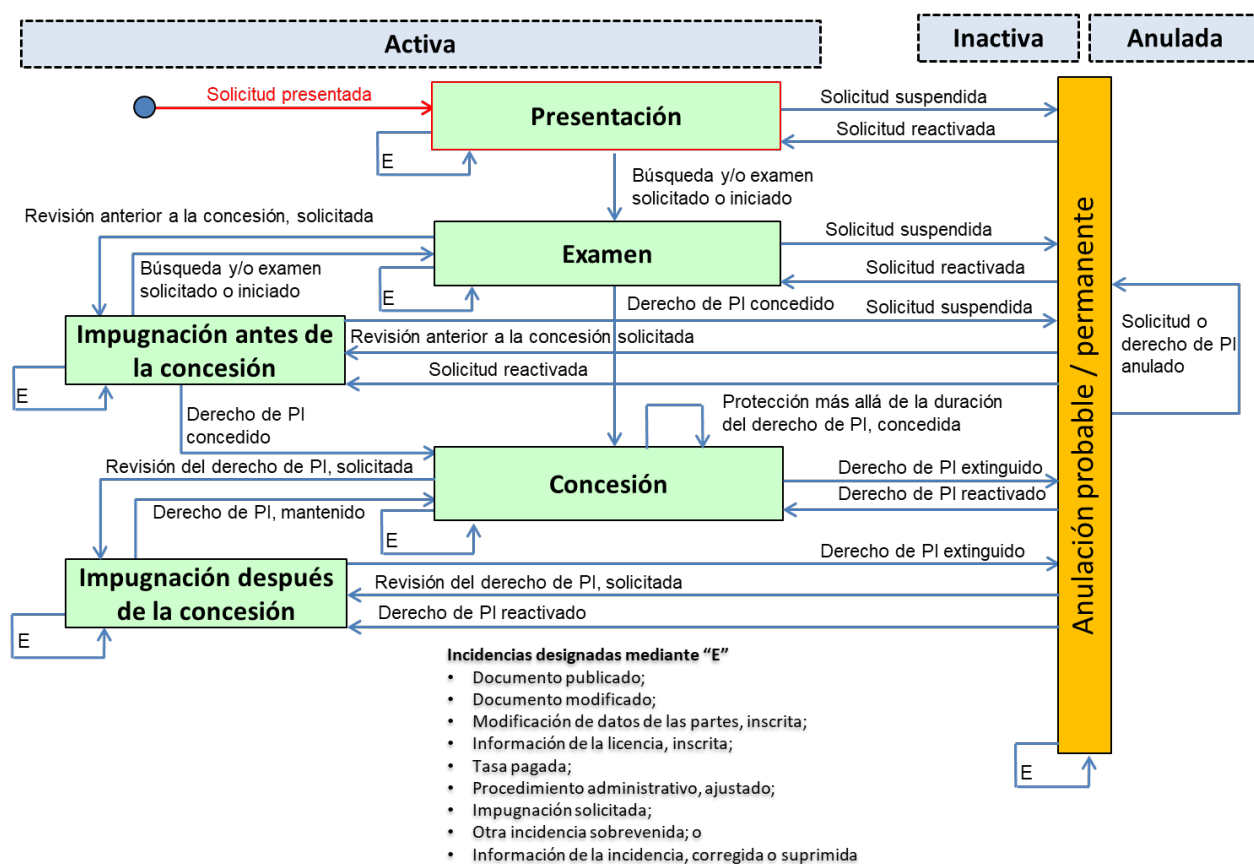 Activa
Inactiva
Anulada
Solicitud presentada
Presentación
Solicitud suspendida
Solicitud reactivada
E
Búsqueda y/o examen
solicitado o iniciado
Revisión anterior a la concesión, solicitada
Examen
Solicitud suspendida
Solicitud reactivada
Búsqueda y/o examen
solicitado o iniciado
E
Derecho de PI concedido
Solicitud suspendida
Impugnación antes de
la concesión
Revisión anterior a la concesión solicitada
Solicitud reactivada
E
Solicitud o
derecho de PI
anulado
Anulación probable / permanente
Derecho de PI
concedido
Protección más allá de la duración
del derecho de PI, concedida
Revisión del derecho de PI, solicitada
Concesión
Derecho de PI extinguido
Derecho de PI reactivado
Derecho de PI, mantenido
E
Derecho de PI extinguido
Impugnación después
de la concesión
Revisión del derecho de PI, solicitada
Derecho de PI reactivado
E
Incidencias designadas mediante “E”
• Documento publicado;
• Documento modificado;
• Modificación de datos de las partes, inscrita;
• Información de la licencia, inscrita;
• Tasa pagada;
• Procedimiento administrativo, ajustado;
• Impugnación solicitada;
• Otra incidencia sobrevenida; o
• Información de la incidencia, corregida o suprimida
E